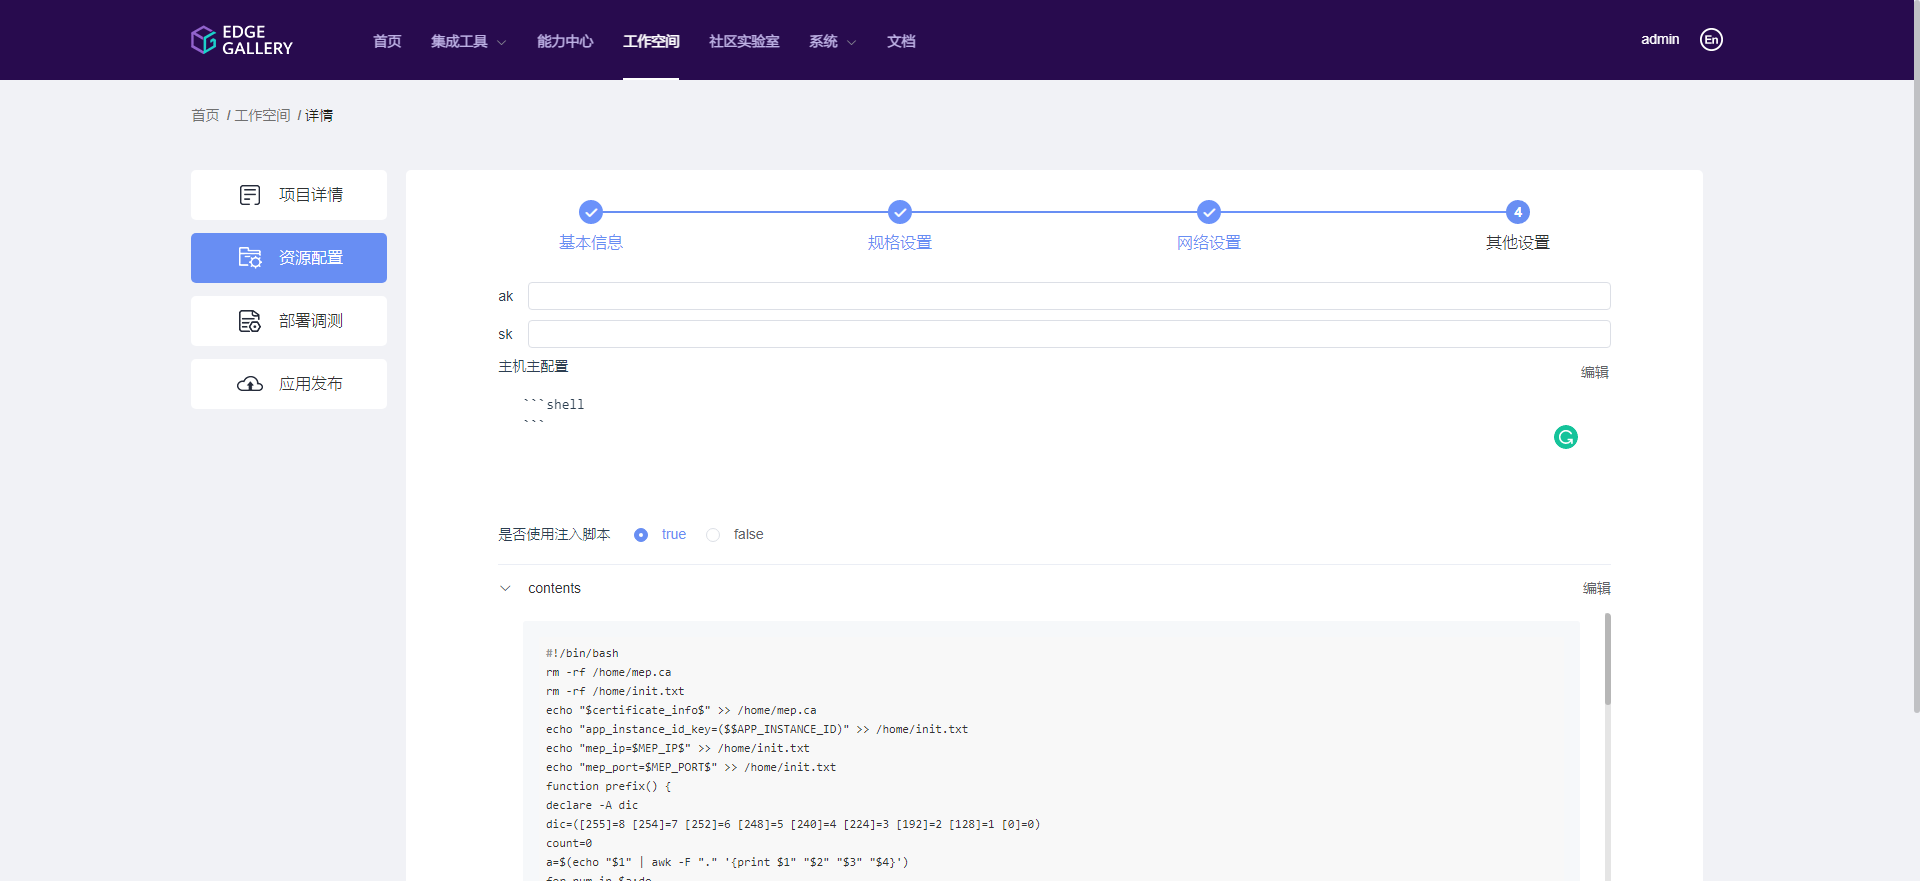 EDGE GALLERY
首页 集成工具 能力中心 工作空间 社区实验室 系统 文档 admin En
首页 / 工作空间 / 详情
项目详情
资源配置
部署调测
应用发布
基本信息 规格设置 网络设置 4 其他设置
ak
sk
主机主配置 编辑
```shell
```
是否使用注入脚本 true false
contents 编辑
#!/bin/bash
rm -rf /home/mep.ca
rm -rf /home/init.txt
echo "$certificate_info$" >> /home/mep.ca
echo "app_instance_id_key=($$APP_INSTANCE_ID)" >> /home/init.txt
echo "mep_ip=$MEP_IP$" >> /home/init.txt
echo "mep_port=$MEP_PORT$" >> /home/init.txt
function prefix() {
declare -A dic
dic=([255]=8 [254]=7 [252]=6 [248]=5 [240]=4 [224]=3 [192]=2 [128]=1 [0]=0)
count=0
a=$(echo "$1" | awk -F "." '{print $1" "$2" "$3" "$4}')